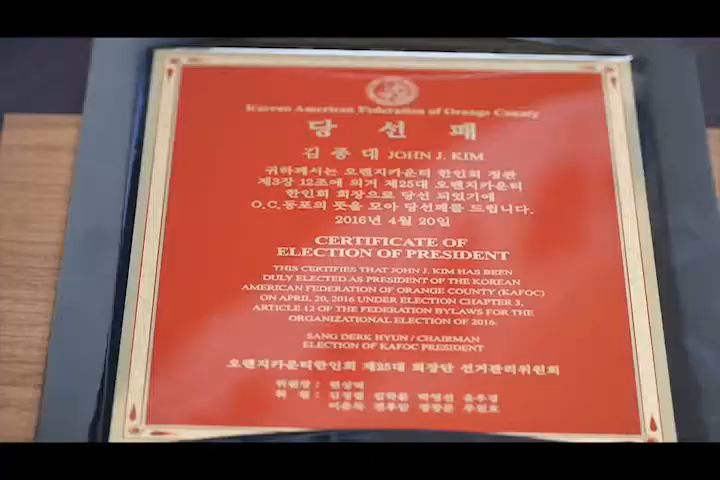 Korean American Federation of Orange County
당 선 패
김 종 대 JOHN J. KIM
귀하께서는 오렌지카운티 한인회 정관
제3장 12조에 의거 제25대 오렌지카운티
한인회 회장으로 당선 되었기에
O.C.동포의 뜻을 모아 당선패를 드립니다.
2016년 4월 20일
CERTIFICATE OF
ELECTION OF PRESIDENT
THIS CERTIFIES THAT JOHN J. KIM HAS BEEN
DULY ELECTED AS PRESIDENT OF THE KOREAN
AMERICAN FEDERATION OF ORANGE COUNTY (KAFOC)
ON APRIL 20, 2016 UNDER ELECTION CHAPTER 3,
ARTICLE 12 OF THE FEDERATION BYLAWS FOR THE
ORGANIZATIONAL ELECTION OF 2016.
SANG DERK HYUN / CHAIRMAN
ELECTION OF KAFOC PRESIDENT
오렌지카운티한인회 제25대 회장단 선거관리위원회
위원장 :
위 원 :